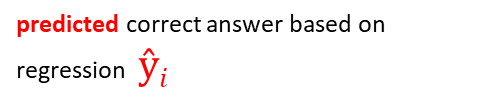 predicted correct answer based on
regression ŷᵢ